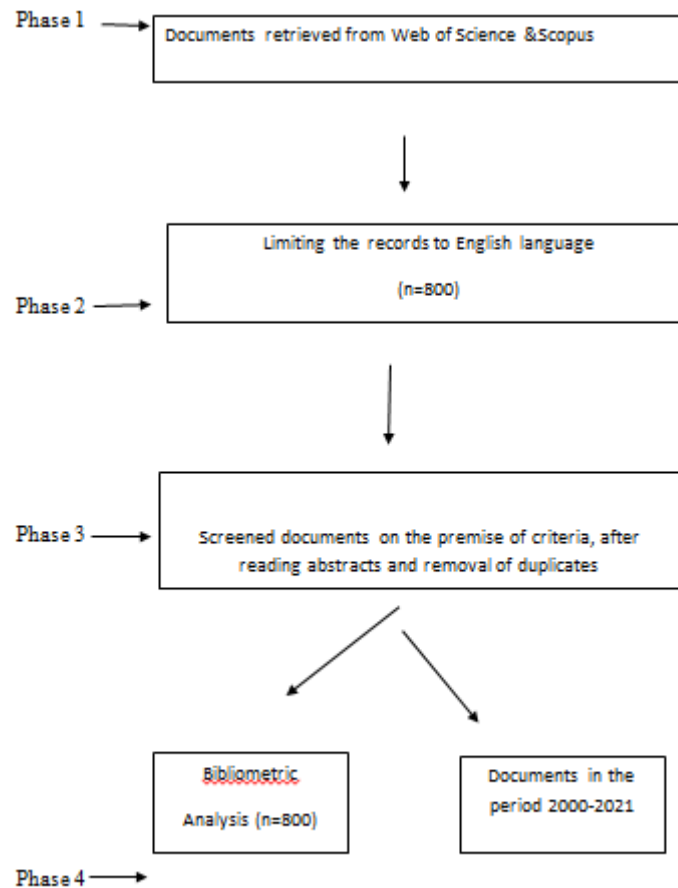 Phase 1
Documents retrieved from Web of Science &Scopus
Limiting the records to English language
(n=800)
Phase 2
Phase 3
Screened documents on the premise of criteria, after
reading abstracts and removal of duplicates
Bibliometric
Analysis (n=800)
Documents in the
period 2000-2021
Phase 4